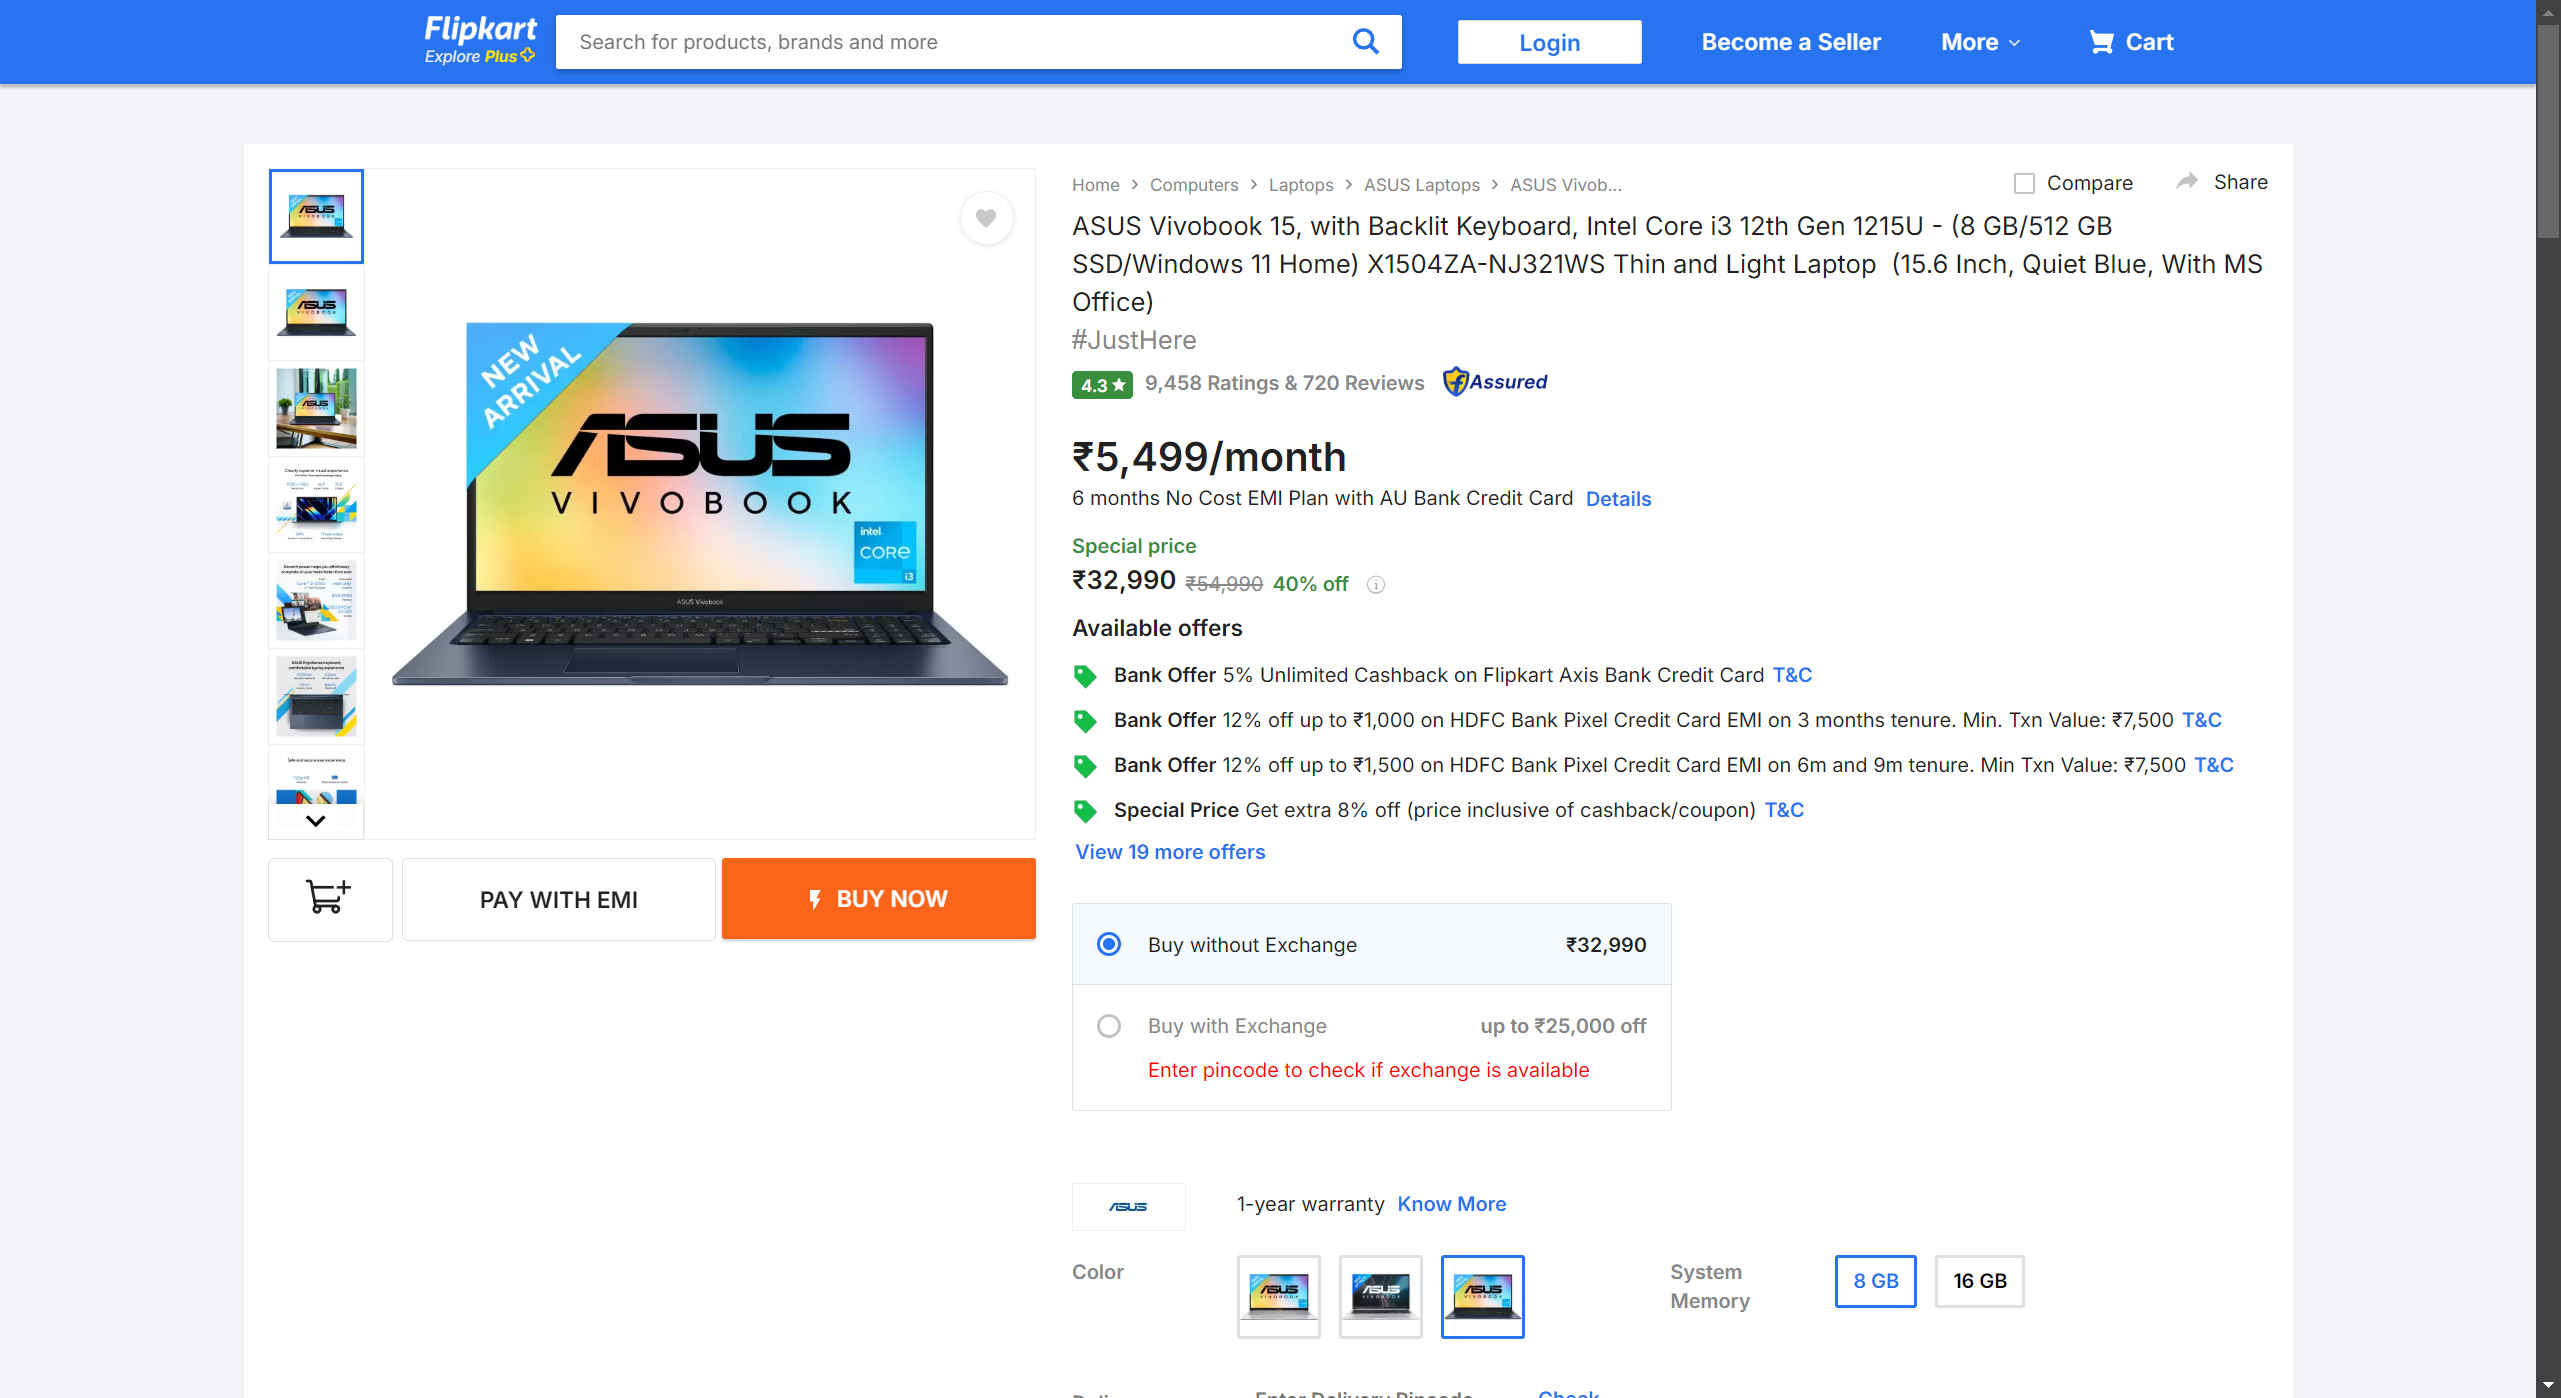 Flipkart
Explore Plus
Search for products, brands and more
Login
Become a Seller
More
Cart
Home
Computers
Laptops
ASUS Laptops
ASUS Vivob...
Compare
Share
ASUS Vivobook 15, with Backlit Keyboard, Intel Core i3 12th Gen 1215U - (8 GB/512 GB
SSD/Windows 11 Home) X1504ZA-NJ321WS Thin and Light Laptop (15.6 Inch, Quiet Blue, With MS
Office)
#JustHere
4.3
9,458 Ratings & 720 Reviews
Assured
₹5,499/month
6 months No Cost EMI Plan with AU Bank Credit Card Details
Special price
₹32,990 ₹54,990 40% off
Available offers
Bank Offer 5% Unlimited Cashback on Flipkart Axis Bank Credit Card T&C
Bank Offer 12% off up to ₹1,000 on HDFC Bank Pixel Credit Card EMI on 3 months tenure. Min. Txn Value: ₹7,500 T&C
Bank Offer 12% off up to ₹1,500 on HDFC Bank Pixel Credit Card EMI on 6m and 9m tenure. Min Txn Value: ₹7,500 T&C
Special Price Get extra 8% off (price inclusive of cashback/coupon) T&C
View 19 more offers
NEW
ARRIVAL
ASUS
VIVOBOOK
intel
CORE
i3
ASUS Vivobook
PAY WITH EMI
BUY NOW
Buy without Exchange
₹32,990
Buy with Exchange
up to ₹25,000 off
Enter pincode to check if exchange is available
ASUS
1-year warranty Know More
Color
ASUS
VIVOBOOK
ASUS
VIVOBOOK
ASUS
VIVOBOOK
System
Memory
8 GB
16 GB
Enter Delivery Pincode
Check